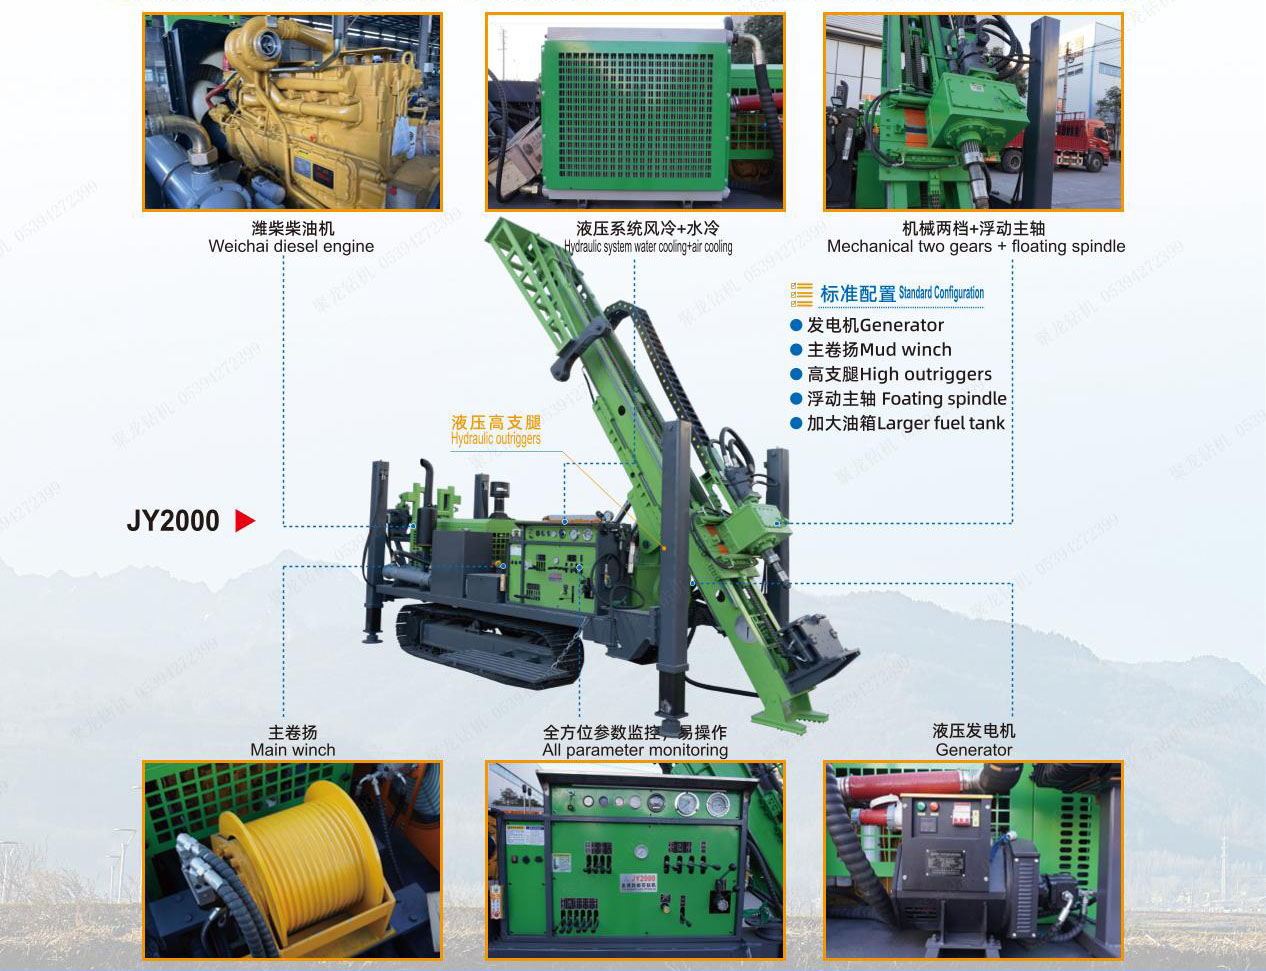 潍柴柴油机
Weichai diesel engine
液压系统风冷+水冷
Hydraulic system water cooling+air cooling
机械两档+浮动主轴
Mechanical two gears + floating spindle
标准配置 Standard Configuration
发电机Generator
主卷扬Mud winch
高支腿High outriggers
浮动主轴 Foating spindle
加大油箱Larger fuel tank
液压高支腿
Hydraulic outriggers
JY2000
主卷扬
Main winch
全方位参数监控，易操作
All parameter monitoring
液压发电机
Generator
JY2000
聚龙钻机 05394272399